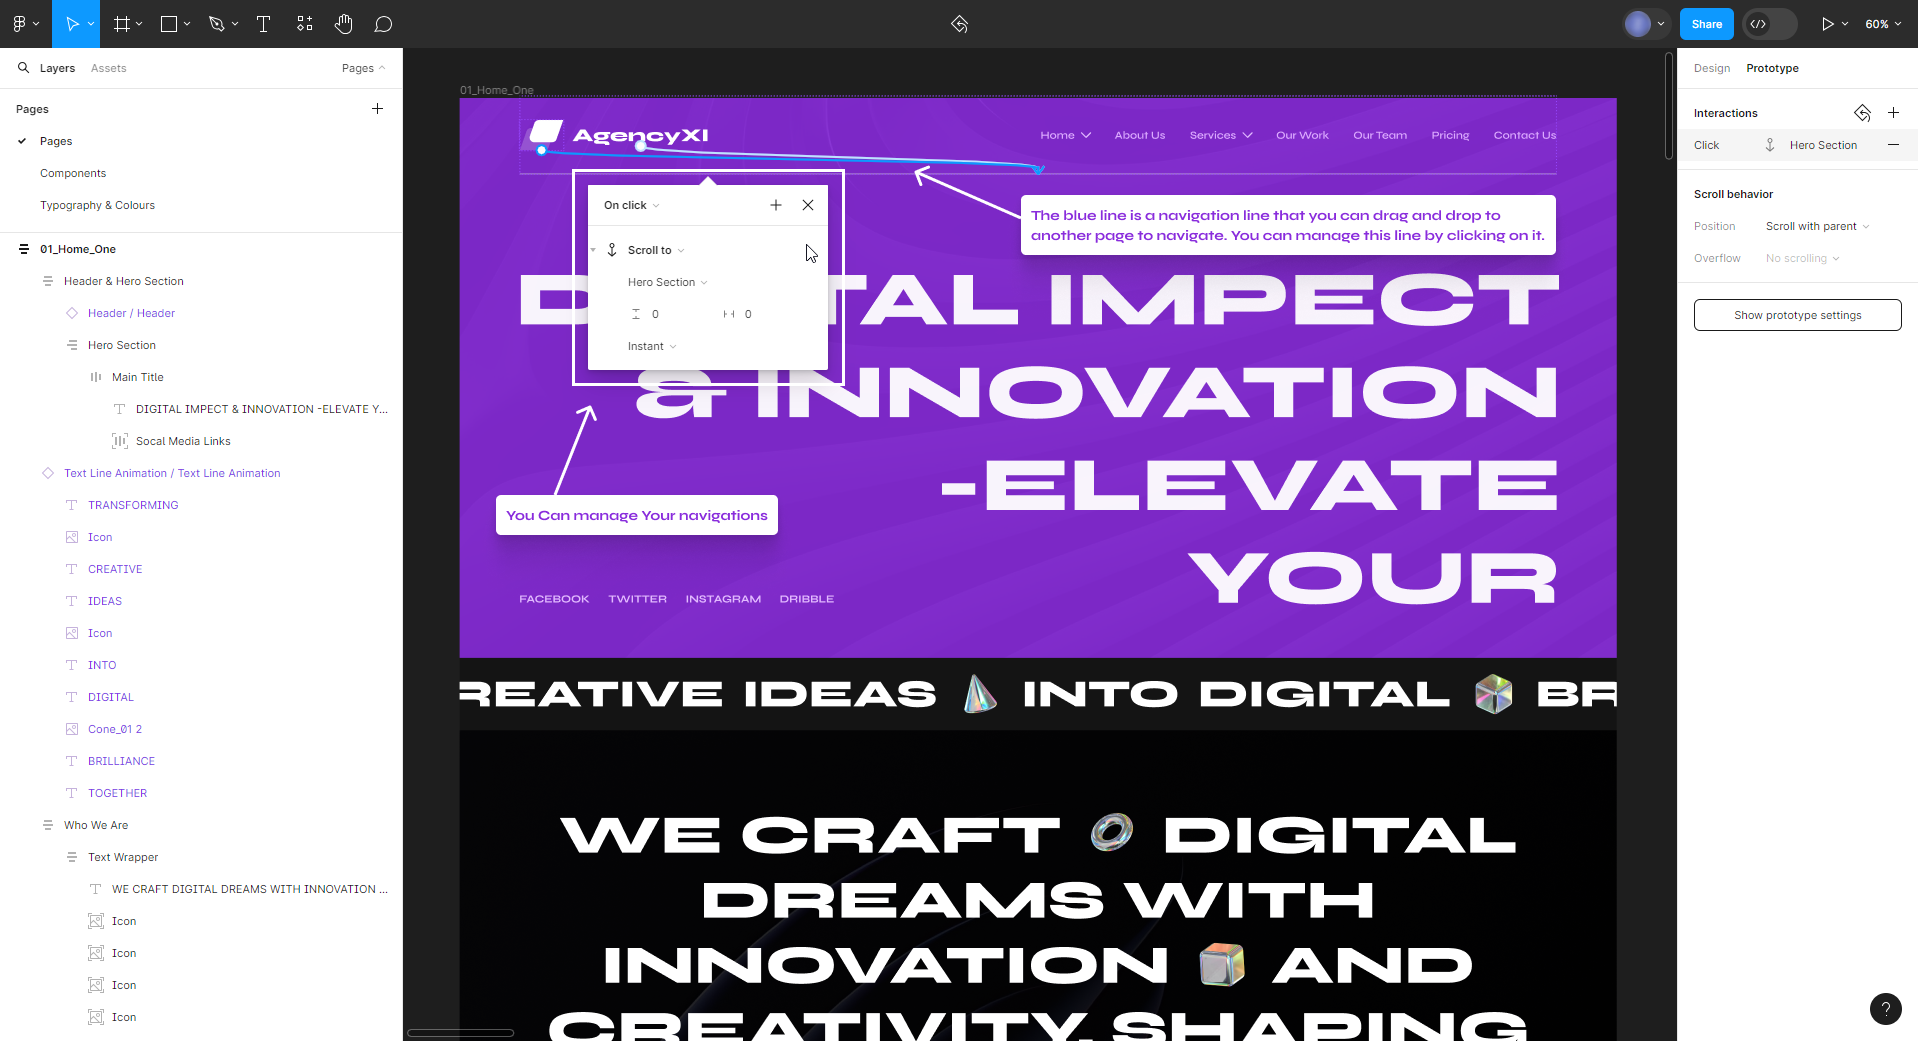 Share
60%
Layers
Assets
Pages
Pages
Pages
Components
Typography & Colours
01_Home_One
Header & Hero Section
Header / Header
Hero Section
Main Title
DIGITAL IMPECT & INNOVATION -ELEVATE Y...
Socal Media Links
Text Line Animation / Text Line Animation
TRANSFORMING
Icon
CREATIVE
IDEAS
Icon
INTO
DIGITAL
Cone_01 2
BRILLIANCE
TOGETHER
Who We Are
Text Wrapper
WE CRAFT DIGITAL DREAMS WITH INNOVATION ...
Icon
Icon
Icon
Icon
01_Home_One
AgencyXI
Home
About Us
Services
Our Work
Our Team
Pricing
Contact Us
On click
Scroll to
Hero Section
0
0
Instant
The blue line is a navigation line that you can drag and drop to
another page to navigate. You can manage this line by clicking on it.
D TAL IMPECT
& INNOVATION
-ELEVATE
YOUR
You Can manage Your navigations
FACEBOOK TWITTER INSTAGRAM DRIBBLE
REATIVE IDEAS INTO DIGITAL BR
WE CRAFT DIGITAL
DREAMS WITH
INNOVATION AND
CREATIVITY, SHAPING
Design
Prototype
Interactions
Click
Hero Section
Scroll behavior
Position
Scroll with parent
Overflow
No scrolling
Show prototype settings
?